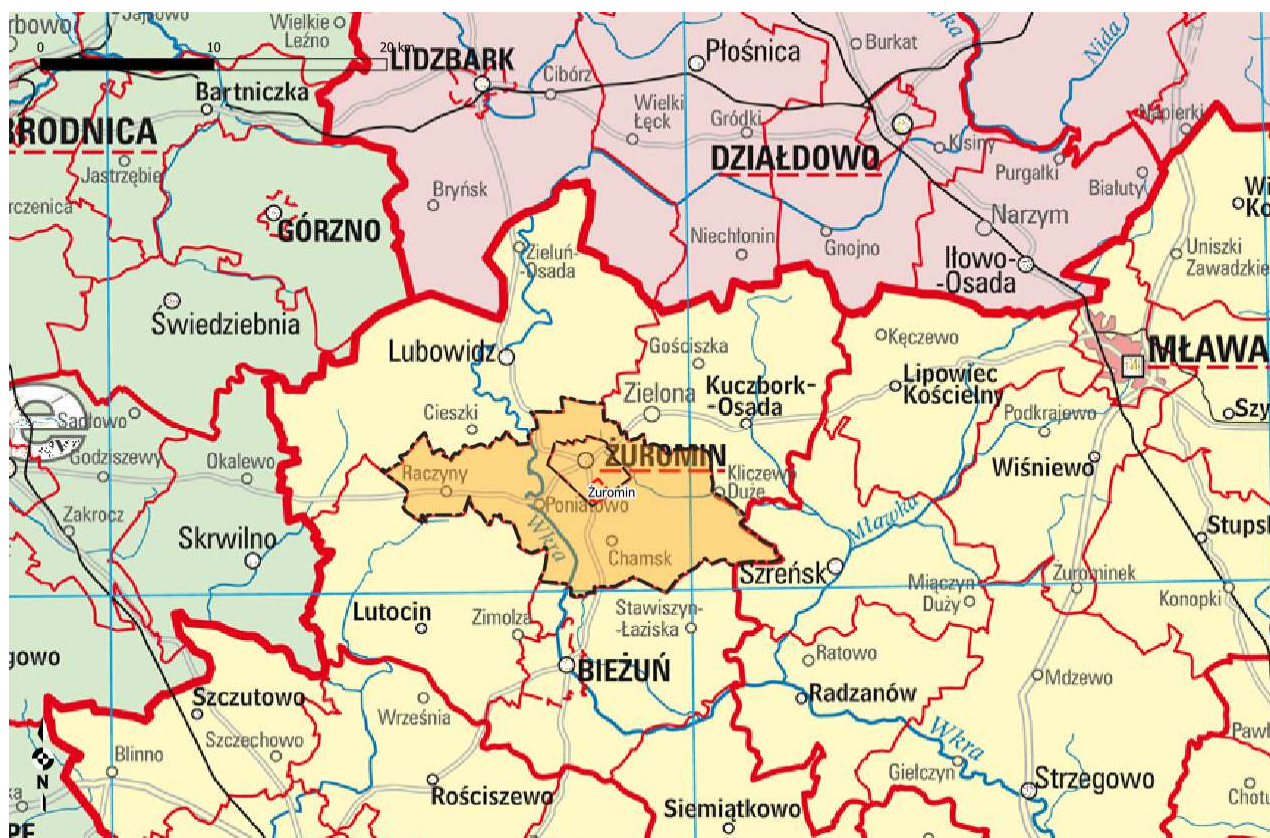 Jajbowo
Wielkie
Leźno
0
10
20 km
LIDZBARK
Płośnica
Burkat
Nida
Cibórz
Bartniczka
Wielki
Łęck
Gródki
Napierki
Kisiny
DZIAŁDOWO
Purgałki
Jastrzębie
Białuty
Bryńsk
GÓRZNO
Narzym
Niechłonin
Gnojno
Uniszki
Zawadzkie
Zieluń-
-Osada
Iłowo-
-Osada
Świedziebnia
Lubowidz
Gościszka
Kęczewo
MŁAWA
Zielona
Kuczbork-
-Osada
Lipowiec
Kościelny
Cieszki
Podkrajewo
Sadłowo
Godziszewy
Okalewo
ŻUROMIN
Wiśniewo
Raczyny
Kliczewo
Duże
Żuromin
Poniatowo
Zakrocz
Mławka
Wkra
Skrwilno
Chamsk
Szreńsk
Żurominek
Miączyn
Duży
Konopki
Lutocin
Zimolza
Stawiszyn-
-Łaziska
BIEŻUŃ
Ratowo
Mdzewo
Radzanów
Szczutowo
Września
Szczechowo
Wkra
Blinno
Gielczyn
Strzegowo
N
Rościszewo
Siemiątkowo